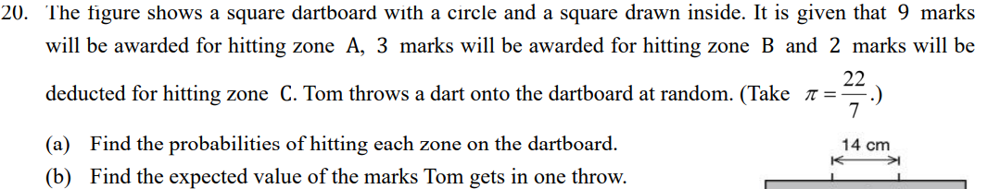 20. The figure shows a square dartboard with a circle and a square drawn inside. It is given that 9 marks
will be awarded for hitting zone A, 3 marks will be awarded for hitting zone B and 2 marks will be
deducted for hitting zone C. Tom throws a dart onto the dartboard at random. (Take π = 22/7.)
(a) Find the probabilities of hitting each zone on the dartboard.
14 cm
(b) Find the expected value of the marks Tom gets in one throw.